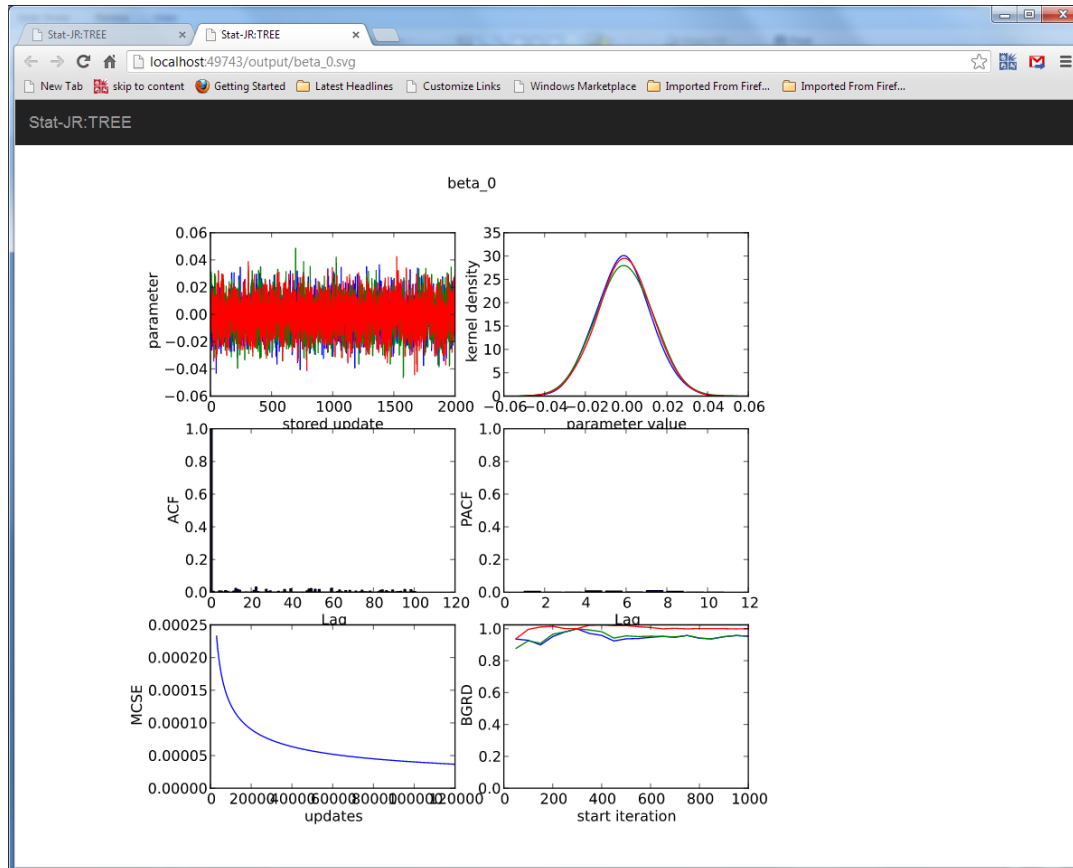 Stat-JR:TREE
Stat-JR:TREE
localhost:49743/output/beta_0.svg
New Tab skip to content Getting Started Latest Headlines Customize Links Windows Marketplace Imported From Firef... Imported From Firef...
Stat-JR:TREE
beta_0
parameter
0.06
0.04
0.02
0.00
−0.02
−0.04
−0.06
0 500 1000 1500 2000
stored update
kernel density
35
30
25
20
15
10
5
0
−0.06 −0.04 −0.02 0.00 0.02 0.04 0.06
parameter value
ACF
1.0
0.8
0.6
0.4
0.2
0.0
0 20 40 60 80 100 120
Lag
PACF
1.0
0.8
0.6
0.4
0.2
0.0
0 2 4 6 8 10 12
Lag
MCSE
0.00025
0.00020
0.00015
0.00010
0.00005
0.00000
0 20000 40000 60000 80000 100000 120000
updates
BGRD
1.0
0.8
0.6
0.4
0.2
0.0
0 200 400 600 800 1000
start iteration